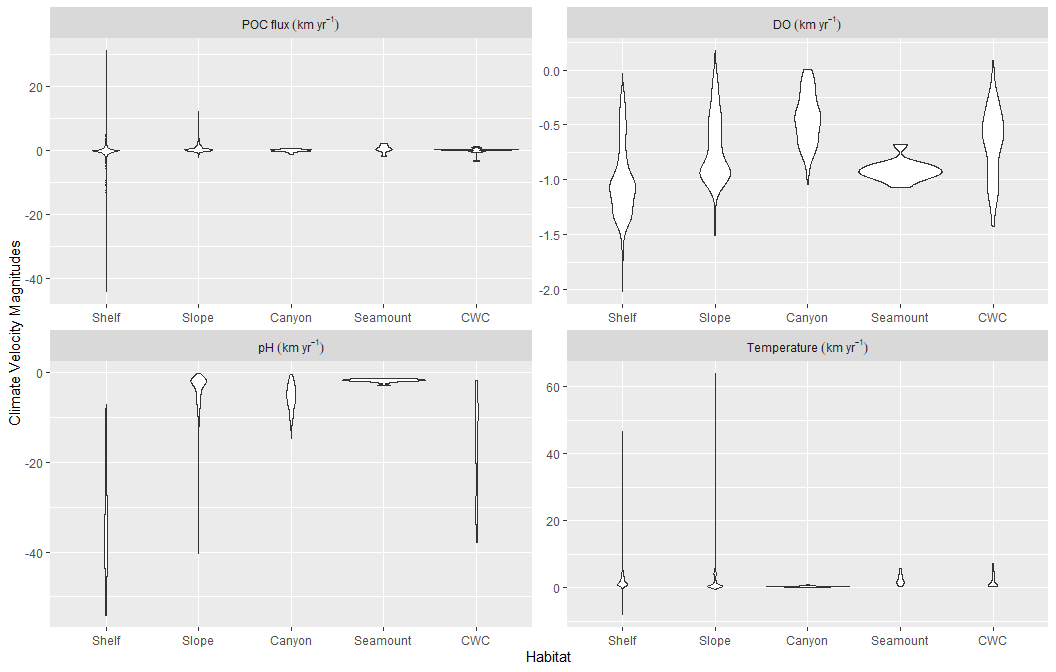 POC flux (km yr⁻¹)
DO (km yr⁻¹)
20
0
-20
-40
0.0
-0.5
-1.0
-1.5
-2.0
Shelf Slope Canyon Seamount CWC
Shelf Slope Canyon Seamount CWC
Climate Velocity Magnitudes
pH (km yr⁻¹)
Temperature (km yr⁻¹)
0
-20
-40
60
40
20
0
Shelf Slope Canyon Seamount CWC
Shelf Slope Canyon Seamount CWC
Habitat